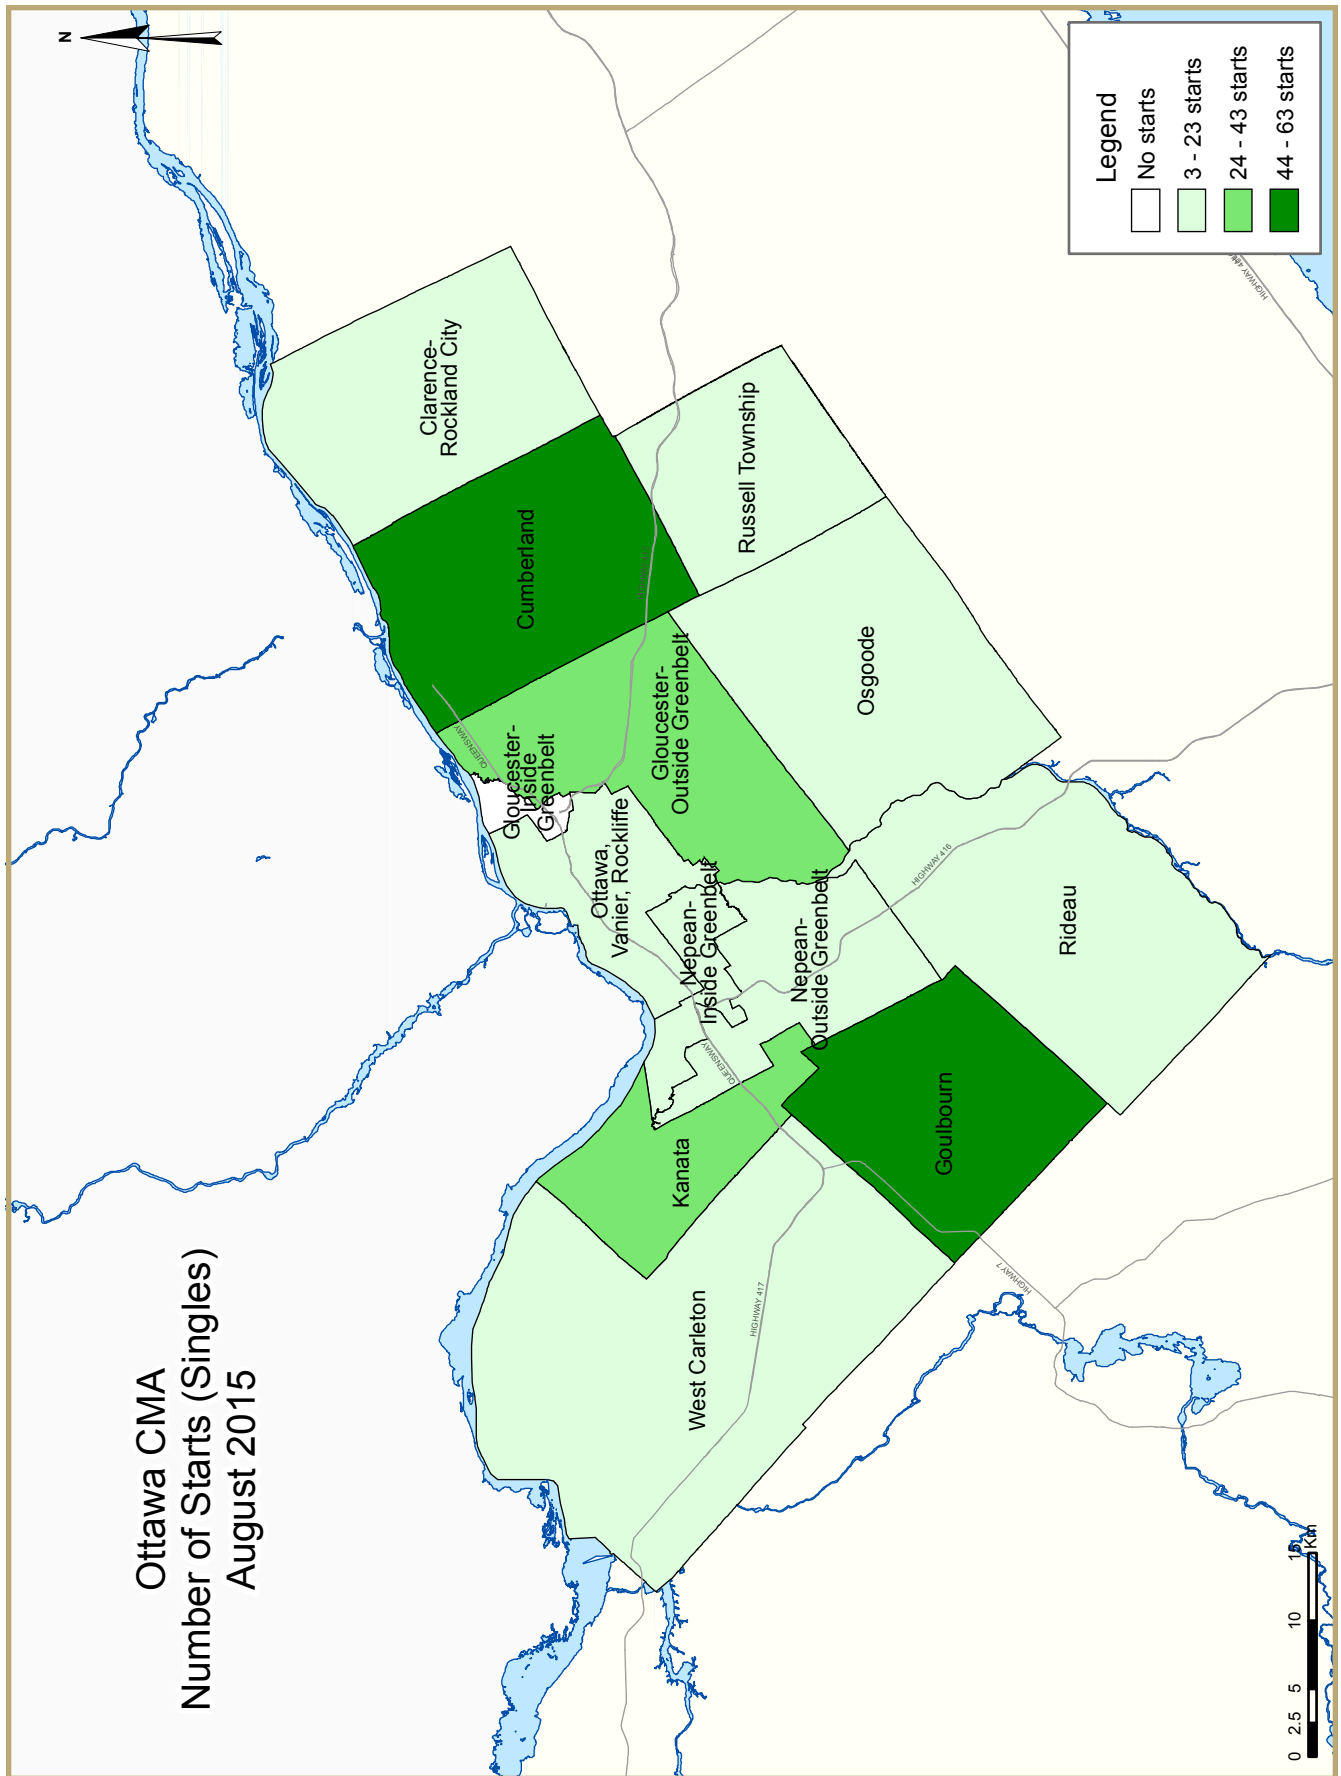 Ottawa CMA
Number of Starts (Singles)
August 2015
N
Legend
No starts
3 - 23 starts
24 - 43 starts
44 - 63 starts
Clarence-
Rockland City
Cumberland
Russell Township
Gloucester-
Inside
Greenbelt
Gloucester-
Outside Greenbelt
Osgoode
Ottawa,
Vanier, Rockliffe
Nepean-
Inside Greenbelt
Nepean-
Outside Greenbelt
Rideau
Kanata
Goulbourn
West Carleton
QUEENSWAY
QUEENSWAY
HIGHWAY 416
HIGHWAY 417
HIGHWAY 7
HIGHWAY
0 2.5 5 10 15
Km